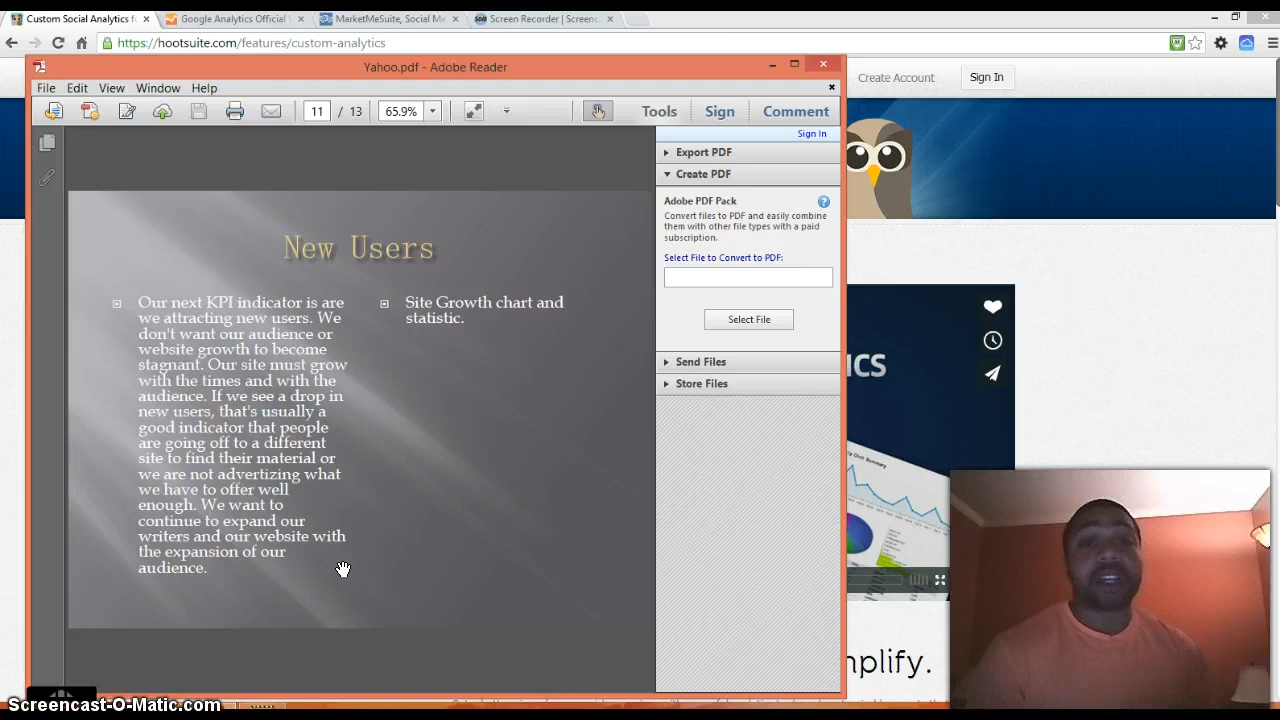 Custom Social Analytics for
Google Analytics Official W
MarketMeSuite, Social Me
Screen Recorder | Screenc
https://hootsuite.com/features/custom-analytics
Yahoo.pdf - Adobe Reader
Create Account
Sign In
File Edit View Window Help
11 / 13 65.9%
Tools Sign Comment
Sign In
Export PDF
Create PDF
Adobe PDF Pack
Convert files to PDF and easily combine
them with other file types with a paid
subscription.
Select File to Convert to PDF:
Select File
Send Files
Store Files
New Users
Our next KPI indicator is are
we attracting new users. We
don't want our audience or
website growth to become
stagnant. Our site must grow
with the times and with the
audience. If we see a drop in
new users, that's usually a
good indicator that people
are going off to a different
site to find their material or
we are not advertizing what
we have to offer well
enough. We want to
continue to expand our
writers and our website with
the expansion of our
audience.
Site Growth chart and
statistic.
ICS
Click Summary
mplify.
Screencast-O-Matic.com